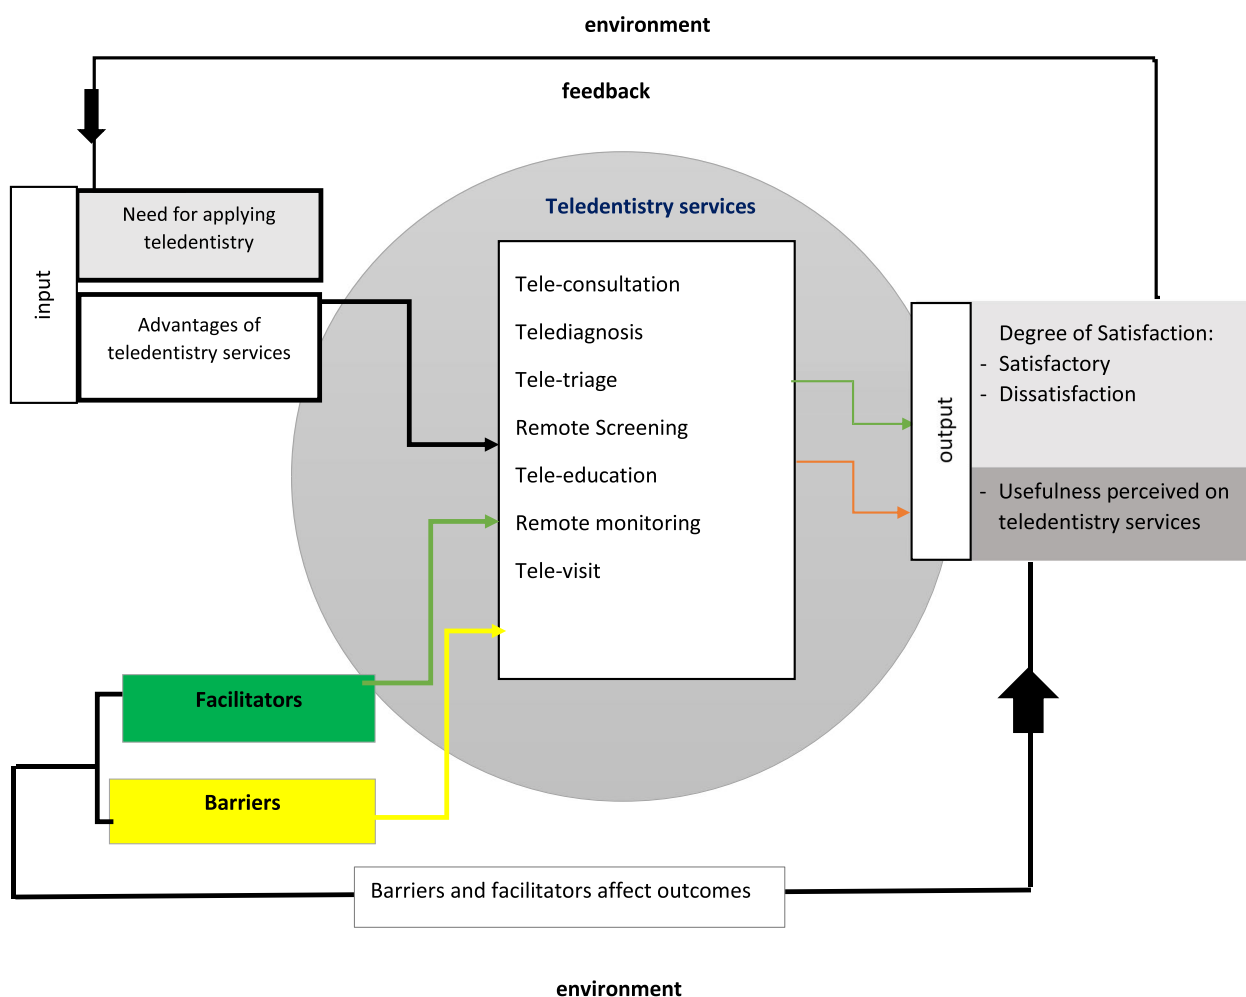 environment
feedback
input
Need for applying
teledentistry
Advantages of
teledentistry services
Teledentistry services
Tele-consultation
Telediagnosis
Tele-triage
Remote Screening
Tele-education
Remote monitoring
Tele-visit
output
Degree of Satisfaction:
- Satisfactory
- Dissatisfaction
- Usefulness perceived on
teledentistry services
Facilitators
Barriers
Barriers and facilitators affect outcomes
environment